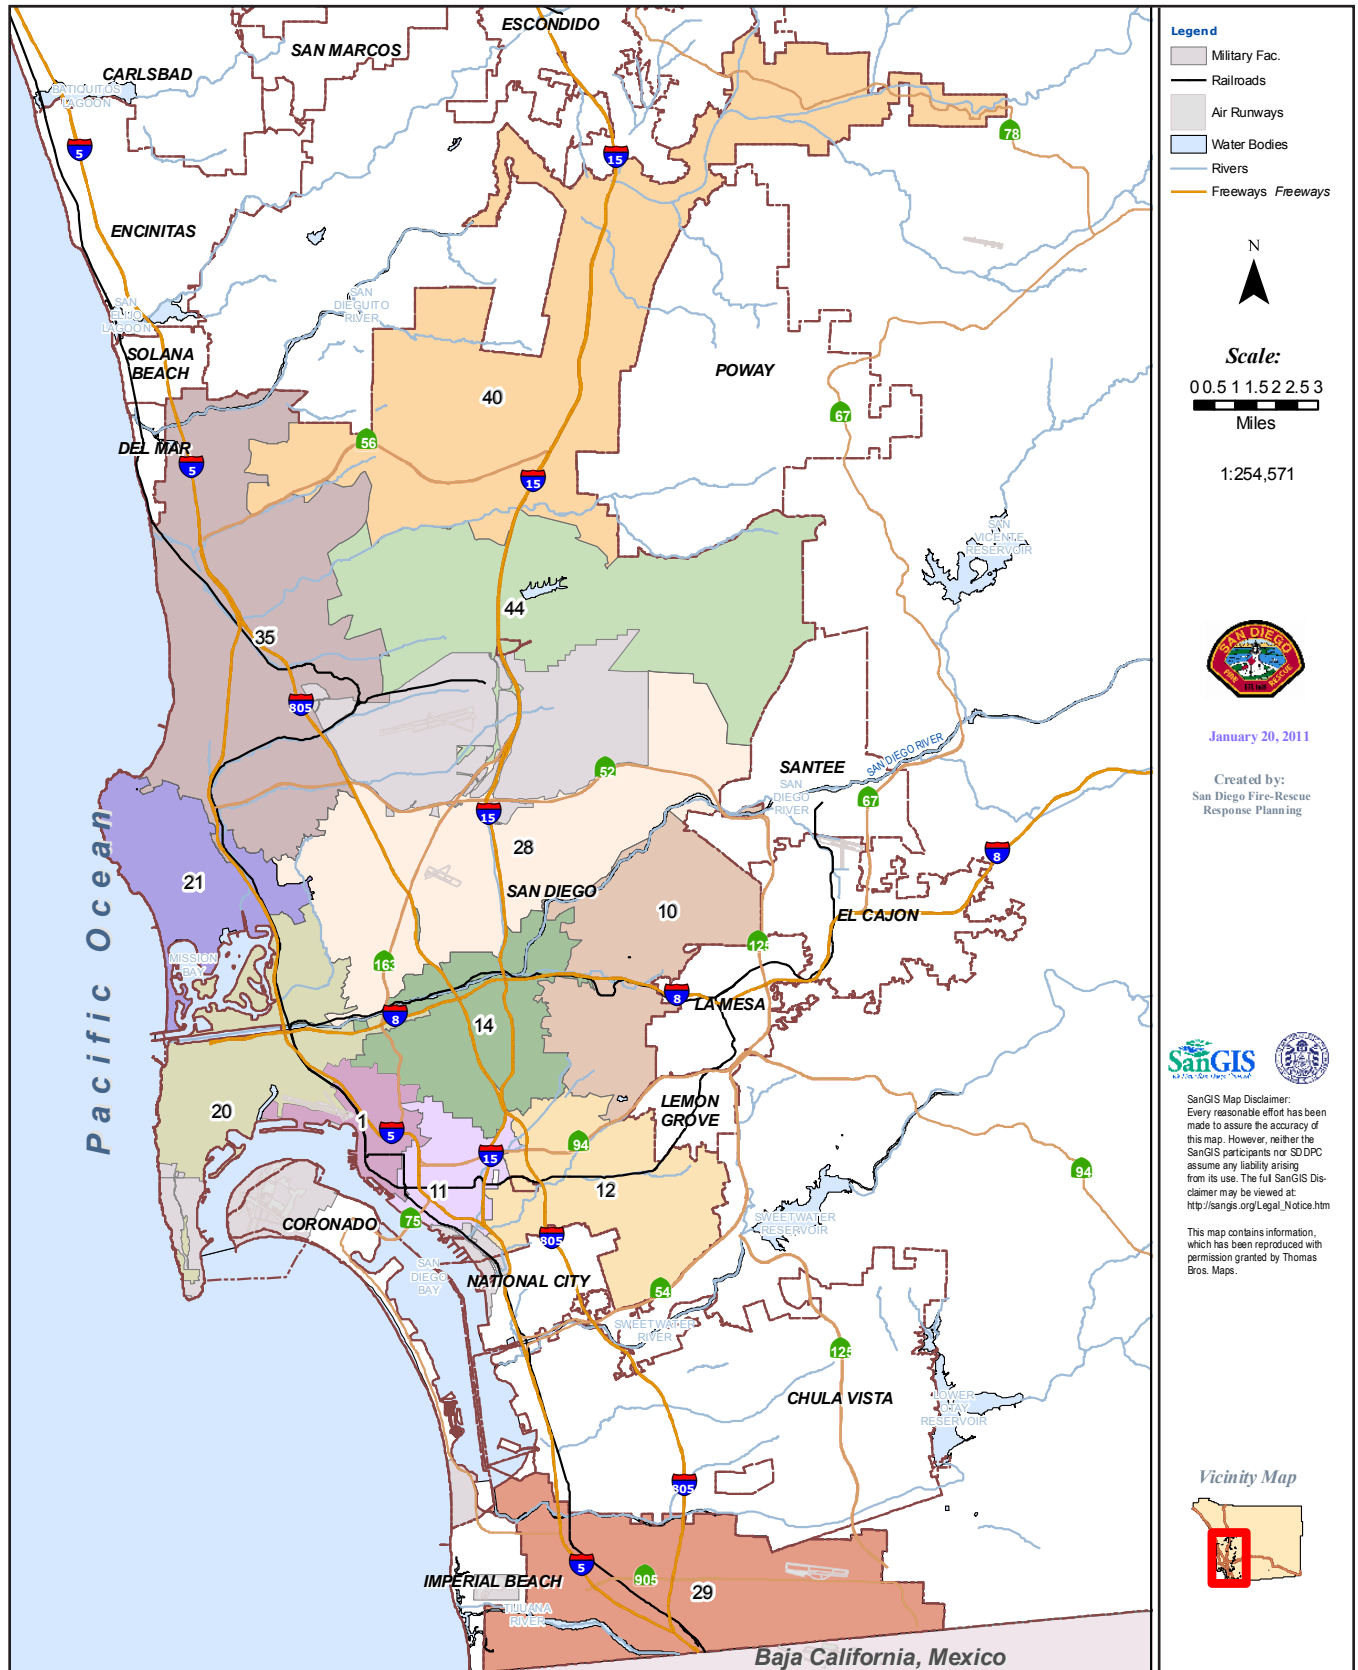 ESCONDIDO
SAN MARCOS
CARLSBAD
BATIQUITOS
LAGOON
5
15
78
ENCINITAS
SAN
ELIJO
LAGOON
SAN
DIEGUITO
RIVER
SOLANA
BEACH
POWAY
40
67
56
DEL MAR
5
15
SAN
VICENTE
RESERVOIR
44
35
805
SAN DIEGO RIVER
SANTEE
52
SAN
DIEGO
RIVER
67
15
28
8
21
SAN DIEGO
10
EL CAJON
Pacific Ocean
125
MISSION
BAY
163
8
LA MESA
8
14
20
1
LEMON
GROVE
5
94
15
94
11
12
75
CORONADO
SWEETWATER
RESERVOIR
805
SAN
DIEGO
BAY
NATIONAL CITY
54
SWEETWATER
RIVER
125
CHULA VISTA
LOWER
OTAY
RESERVOIR
805
5
IMPERIAL BEACH
905
29
TIJUANA
RIVER
Baja California, Mexico
Legend
Military Fac.
Railroads
Air Runways
Water Bodies
Rivers
Freeways Freeways
N
Scale:
0 0.5 1 1.5 2 2.5 3
Miles
1:254,571
SAN DIEGO
FIRE RESCUE
January 20, 2011
Created by:
San Diego Fire-Rescue
Response Planning
SanGIS
SanGIS Map Disclaimer:
Every reasonable effort has been
made to assure the accuracy of
this map. However, neither the
SanGIS participants nor SDDPC
assume any liability arising
from its use. The full SanGIS Dis-
claimer may be viewed at:
http://sangis.org/Legal_Notice.htm
This map contains information,
which has been reproduced with
permission granted by Thomas
Bros. Maps.
Vicinity Map